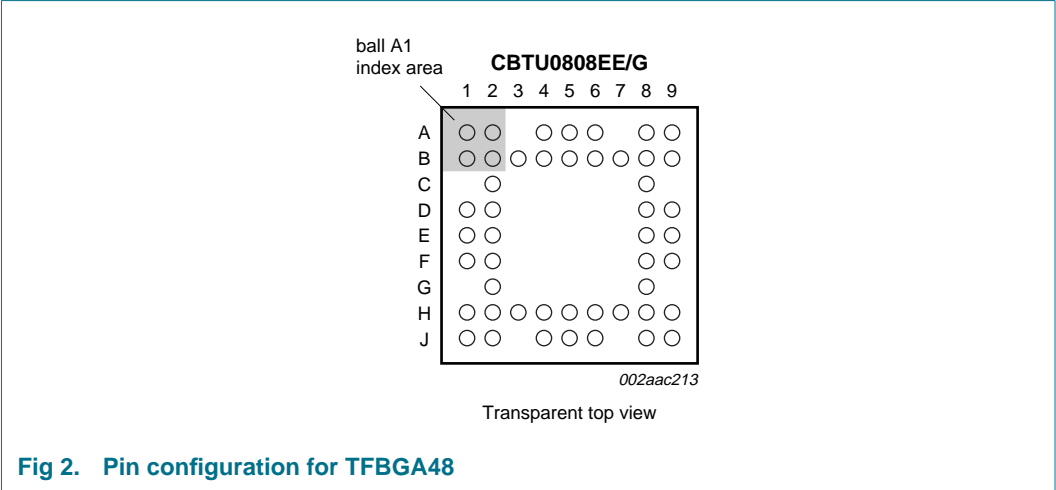 ball A1
index area
CBTU0808EE/G
1 2 3 4 5 6 7 8 9
A
B
C
D
E
F
G
H
J
002aac213
Transparent top view
Fig 2. Pin configuration for TFBGA48